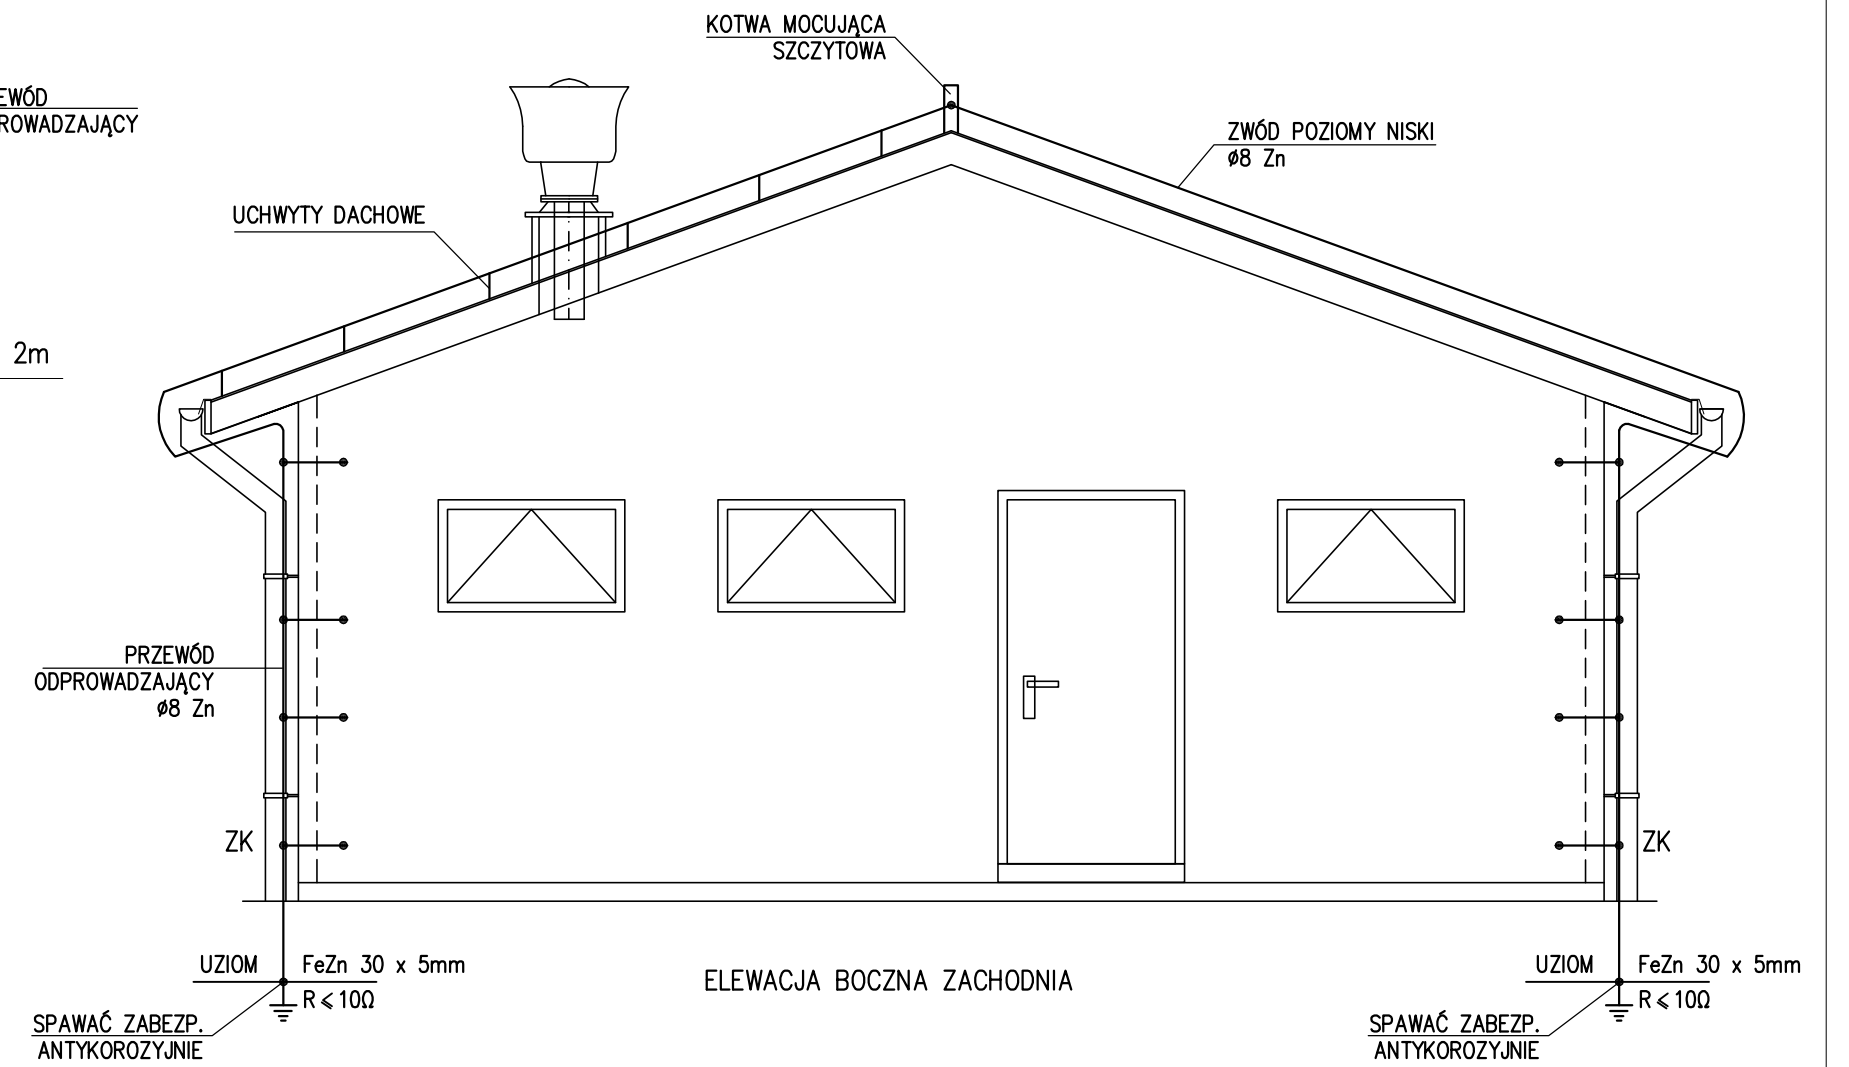 KOTWA MOCUJĄCA
SZCZYTOWA
EWÓD
ROWADZAJĄCY
ZWÓD POZIOMY NISKI
ø8 Zn
UCHWYTY DACHOWE
2m
PRZEWÓD
ODPROWADZAJĄCY
ø8 Zn
ZK
ZK
UZIOM FeZn 30 x 5mm
R⩽10Ω
SPAWAĆ ZABEZP.
ANTYKOROZYJNIE
ELEWACJA BOCZNA ZACHODNIA
UZIOM FeZn 30 x 5mm
R⩽10Ω
SPAWAĆ ZABEZP.
ANTYKOROZYJNIE